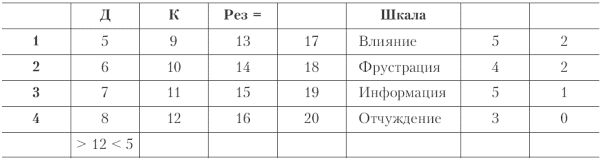 Д К Рез = Шкала
1 5 9 13 17 Влияние 5 2
2 6 10 14 18 Фрустрация 4 2
3 7 11 15 19 Информация 5 1
4 8 12 16 20 Отчуждение 3 0
> 12 < 5